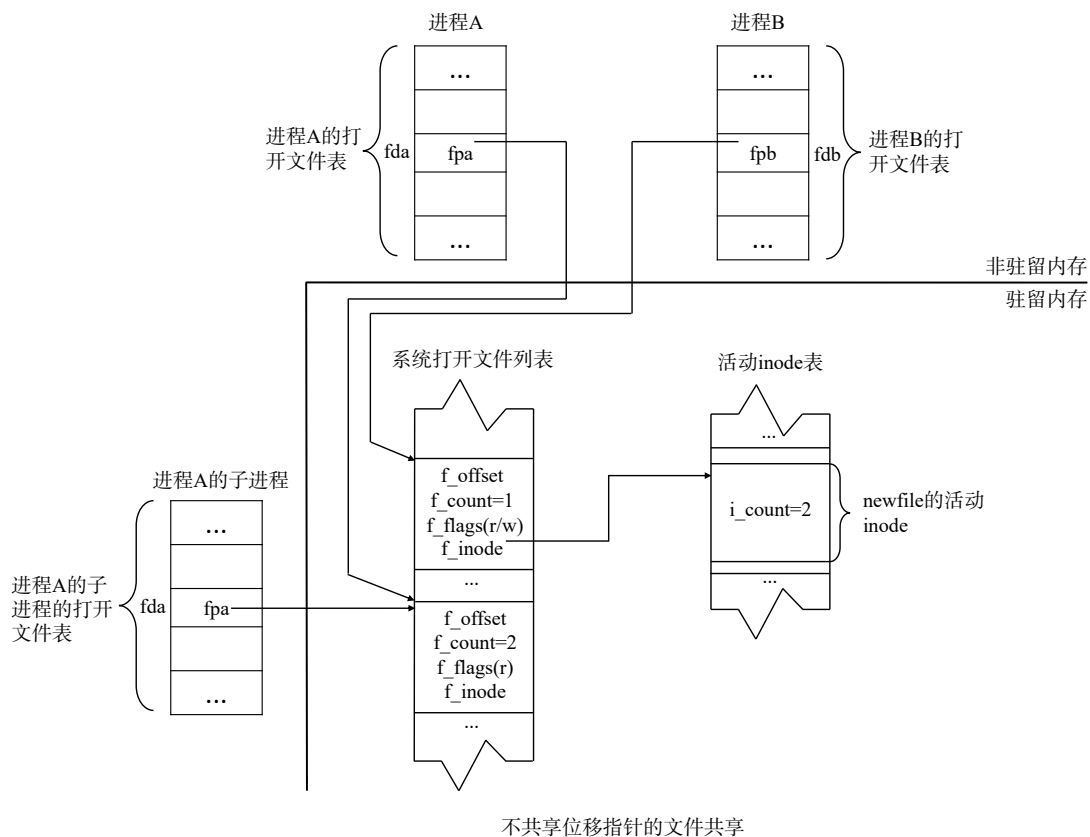 进程A
进程B
...
...
进程A的打
开文件表
fda
fpa
fpb
fdb
进程B的打
开文件表
...
...
非驻留内存
驻留内存
系统打开文件列表
活动inode表
...
f_offset
f_count=1
f_flags(r/w)
f_inode
i_count=2
newfile的活动
inode
...
...
进程A的子进程
...
进程A的子
进程的打开
文件表
fda
fpa
...
f_offset
f_count=2
f_flags(r)
f_inode
...
不共享位移指针的文件共享